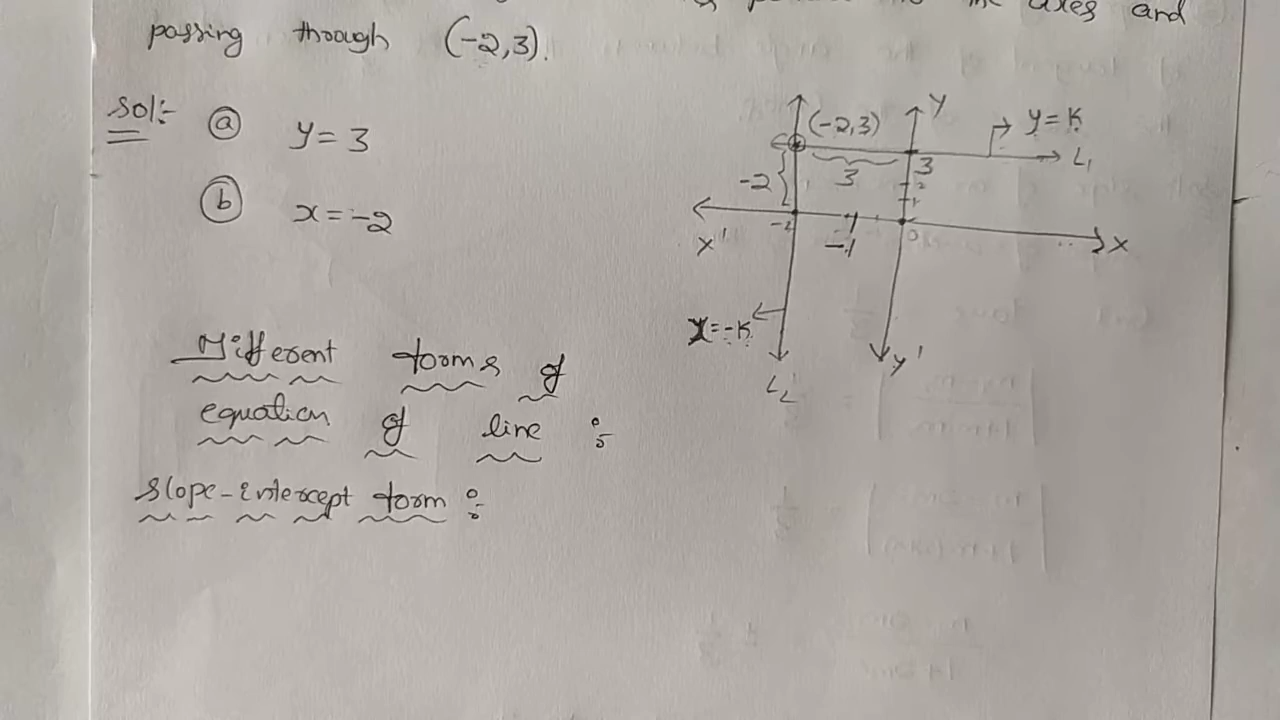 axes and
passing through (-2,3).
Sol:- (a) y = 3
(b) x = -2
(-2,3)
Y
y = k
L₁
3
3
2
1
-2
X'
-2
-1
0
X
x = -k
L₂
Y'
Different forms of
equation of line :
slope-intercept form :